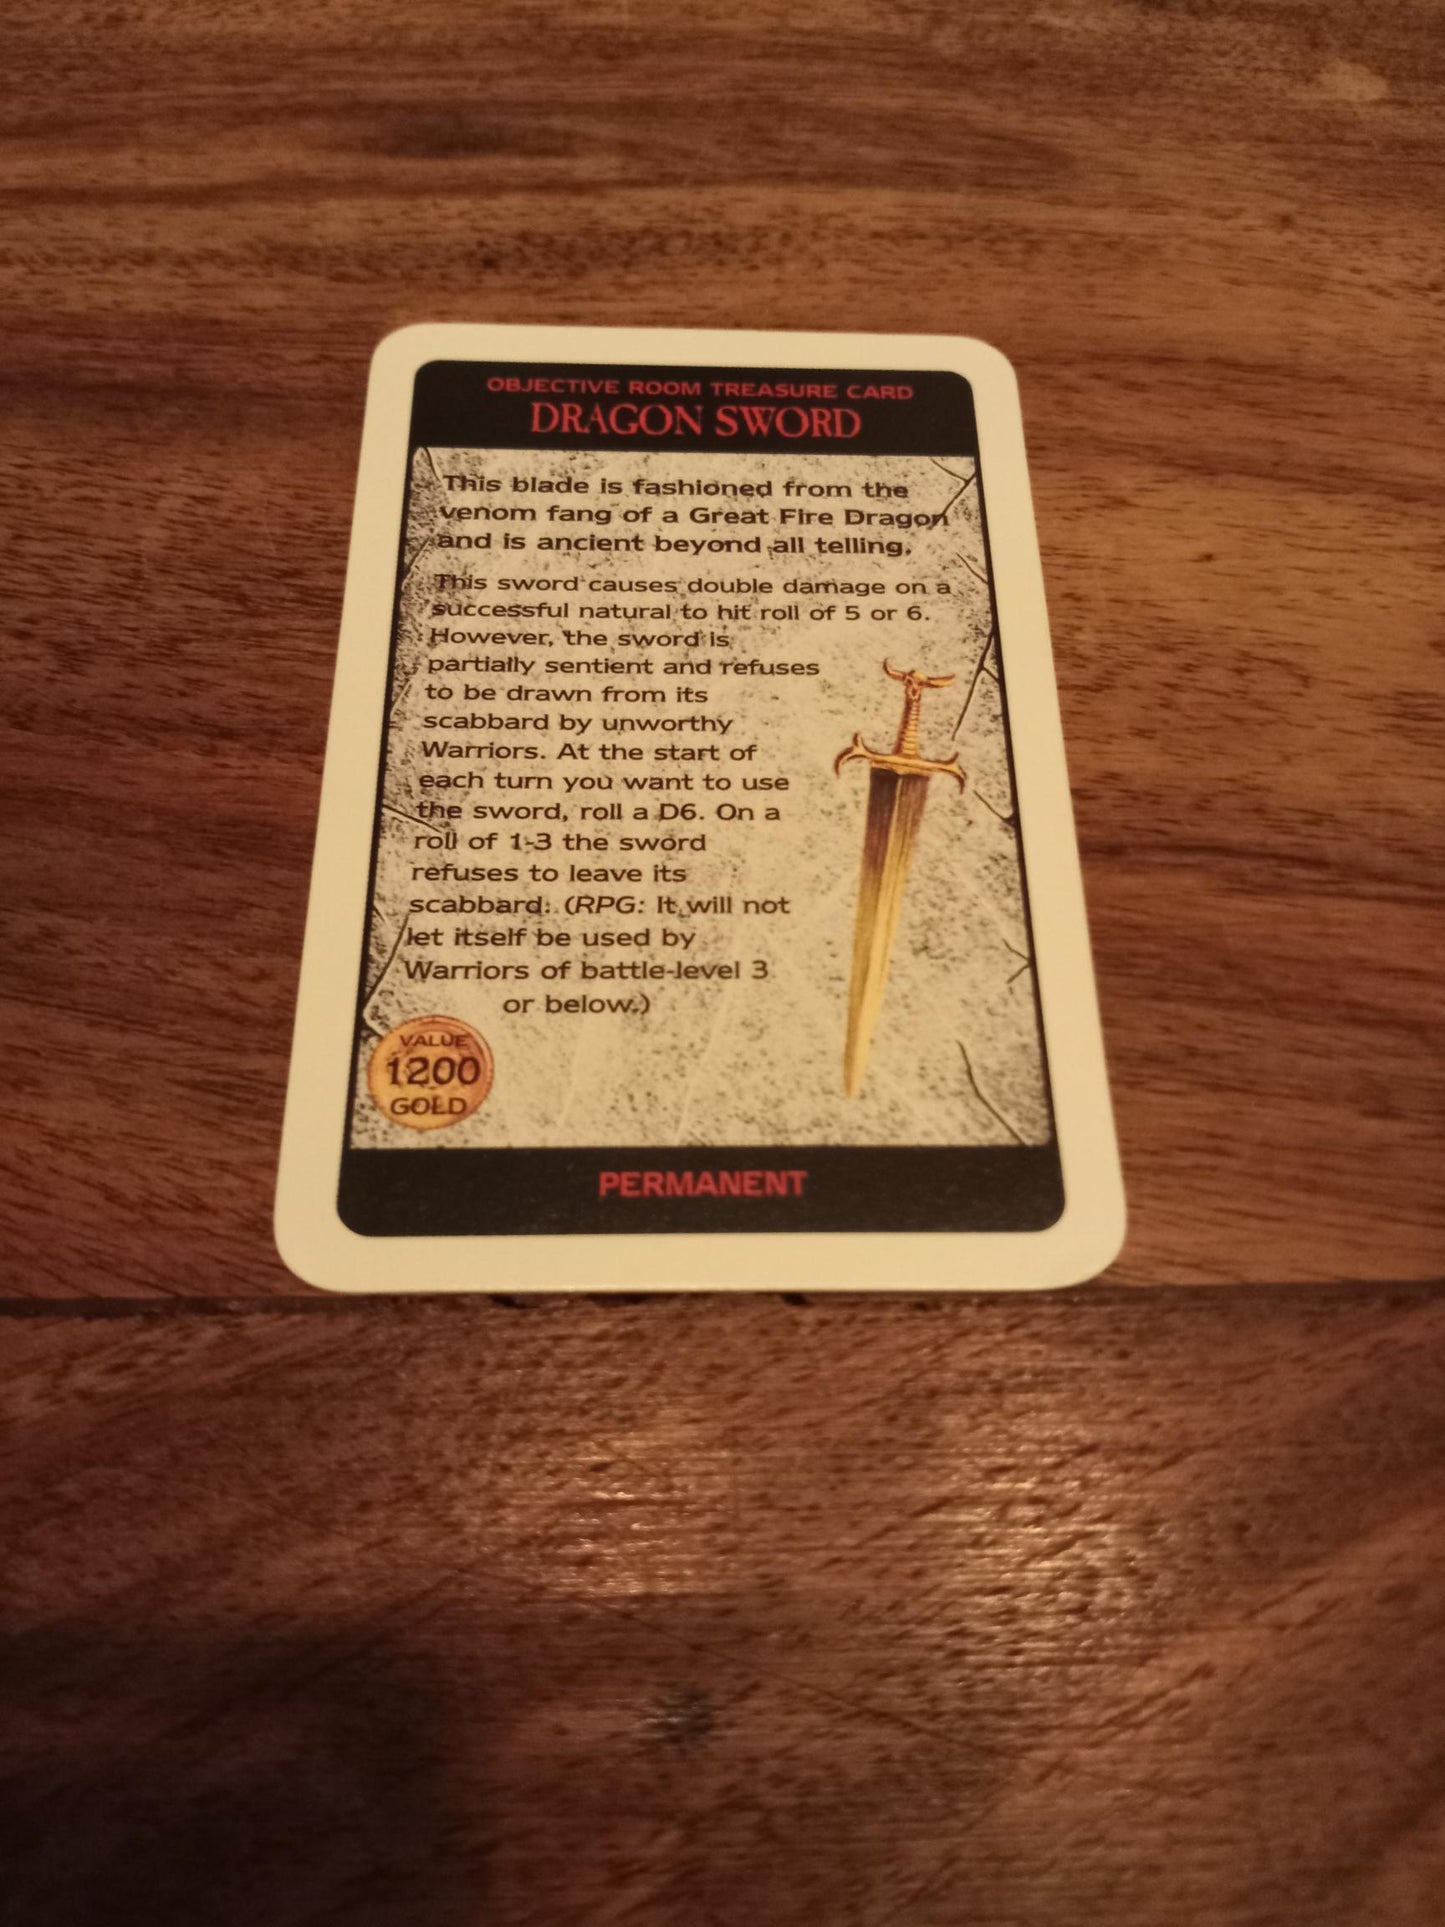 OBJECTIVE ROOM TREASURE CARD
DRAGON SWORD
This blade is fashioned from the
venom fang of a Great Fire Dragon
and is ancient beyond all telling.
This sword causes double damage on a
successful natural to hit roll of 5 or 6.
However, the sword is
partially sentient and refuses
to be drawn from its
scabbard by unworthy
Warriors. At the start of
each turn you want to use
the sword, roll a D6. On a
roll of 1-3 the sword
refuses to leave its
scabbard. (RPG: It will not
let itself be used by
Warriors of battle-level 3
or below.)
VALUE
1200
GOLD
PERMANENT